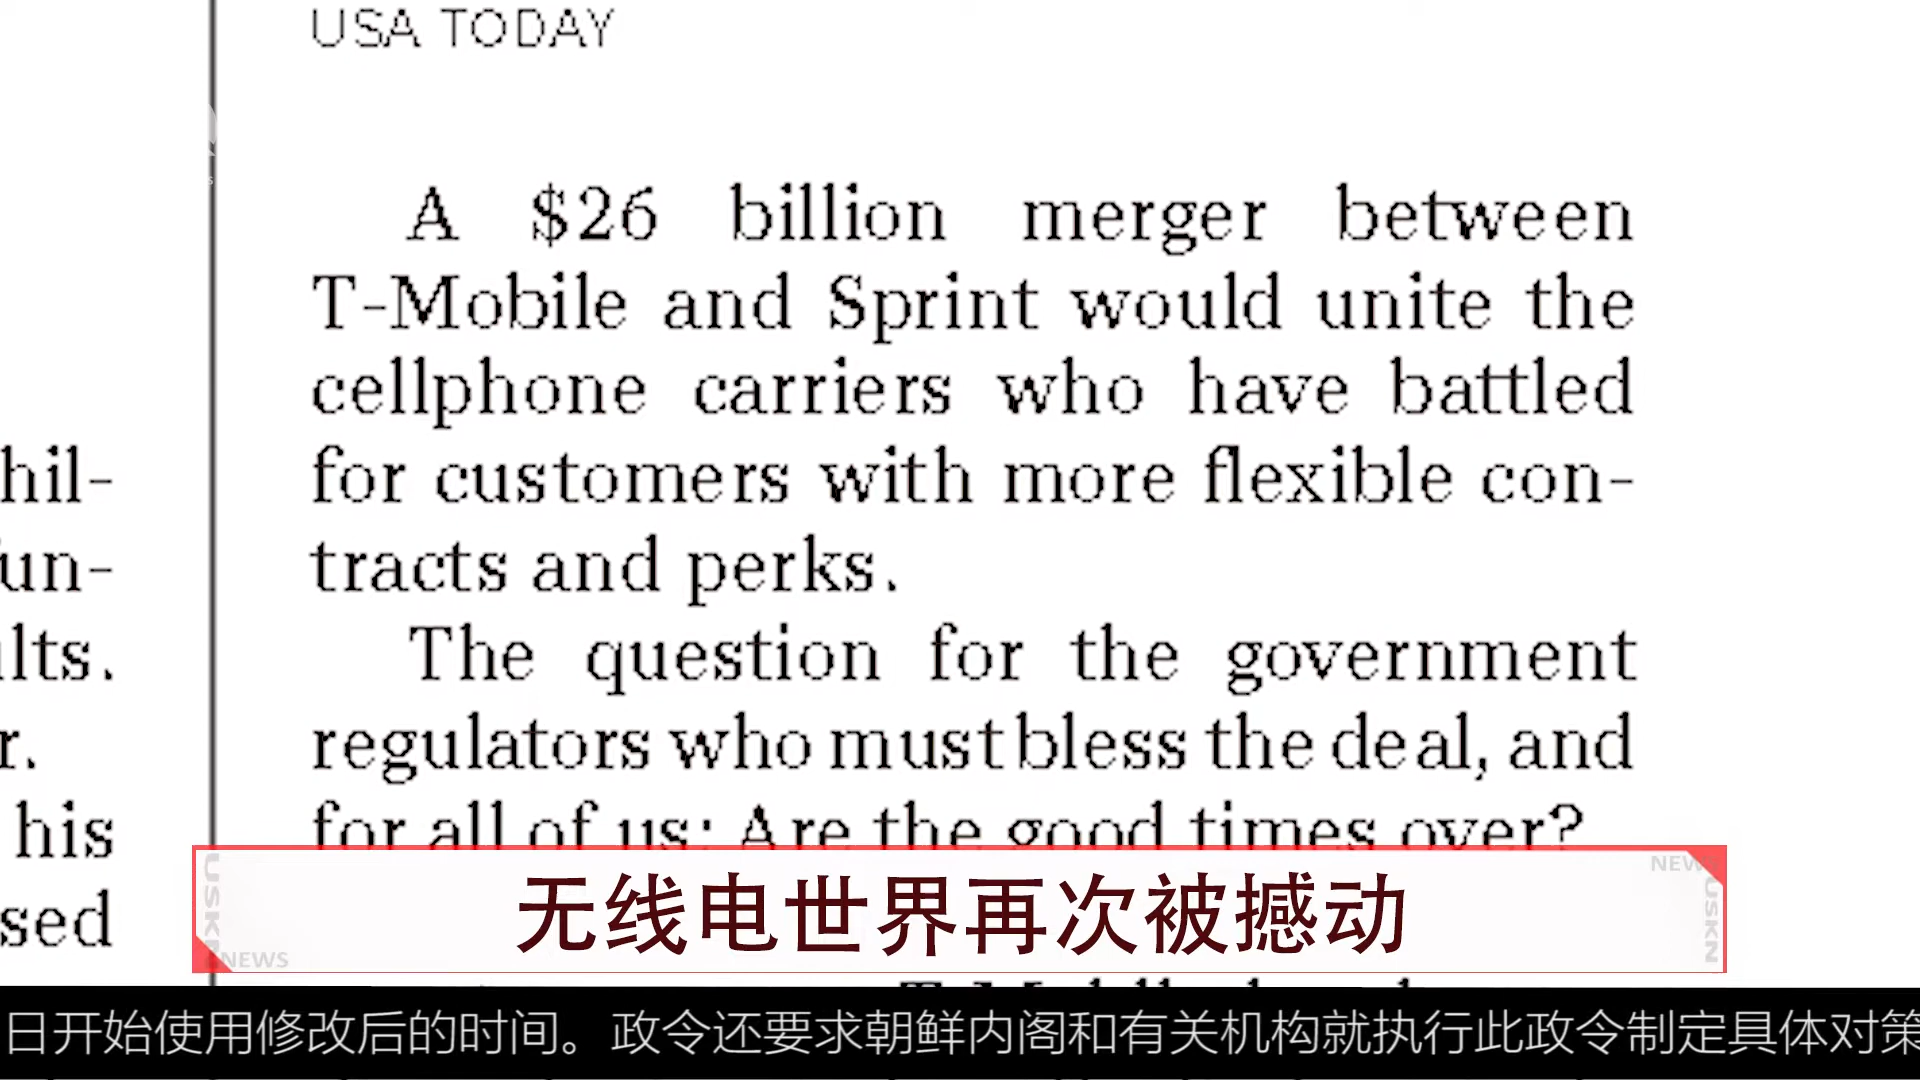 USA TODAY
A $26 billion merger between
T-Mobile and Sprint would unite the
cellphone carriers who have battled
for customers with more flexible con-
tracts and perks.
The question for the government
regulators who must bless the deal, and
for all of us: Are the good times over?
hil-
un-
lts.
r.
his
sed
无线电世界再次被撼动
USKN
NEWS
NEWS
USKN
日开始使用修改后的时间。政令还要求朝鲜内阁和有关机构就执行此政令制定具体对策